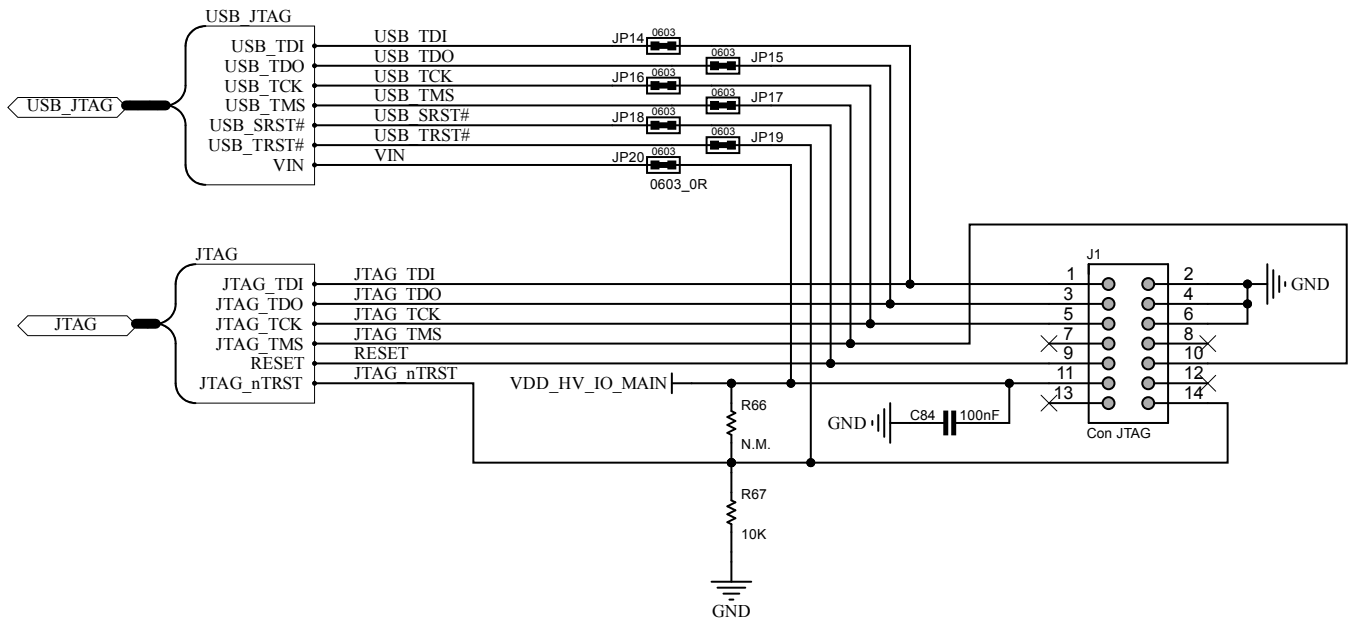 USB_JTAG
USB_TDI USB_TDI JP14 0603
USB_TDO USB_TDO 0603 JP15
USB_TCK USB_TCK JP16 0603
USB_JTAG USB_TMS USB_TMS 0603 JP17
USB_SRST# USB_SRST# JP18 0603
USB_TRST# USB_TRST# 0603 JP19
VIN VIN JP20 0603
0603_0R
JTAG J1
JTAG_TDI JTAG_TDI 1 2 GND
JTAG_TDO JTAG_TDO 3 4
JTAG JTAG_TCK JTAG_TCK 5 6
JTAG_TMS JTAG_TMS 7 8
RESET RESET 9 10
JTAG_nTRST JTAG_nTRST VDD_HV_IO_MAIN 11 12
R66 13 14
GND C84 100nF
Con JTAG
N.M.
R67
10K
GND